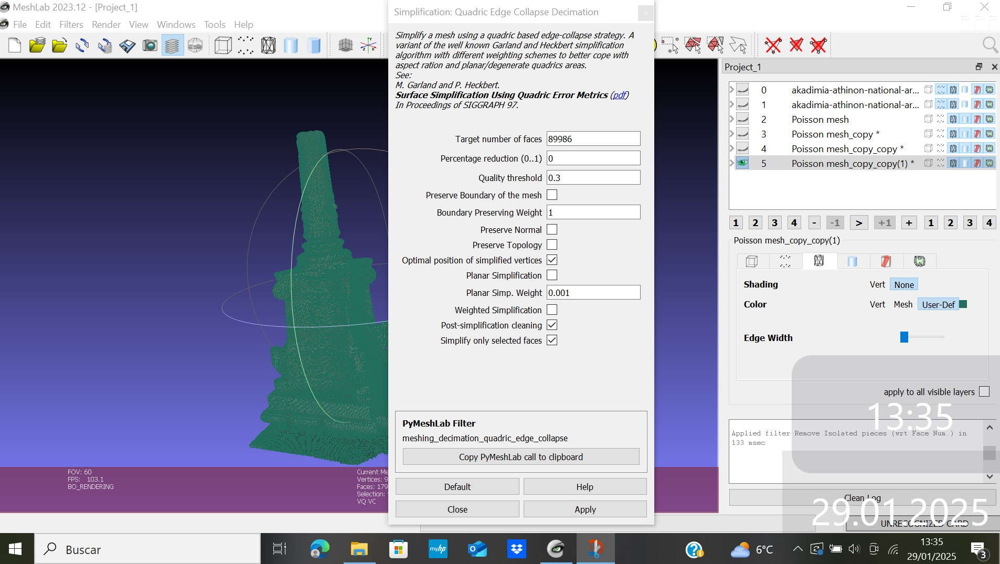 MeshLab 2023.12 - [Project_1]
File Edit Filters Render View Windows Tools Help
Simplification: Quadric Edge Collapse Decimation
Simplify a mesh using a quadric based edge-collapse strategy. A
variant of the well known Garland and Heckbert simplification
algorithm with different weighting schemes to better cope with
aspect ration and planar/degenerate quadrics areas.
See:
M. Garland and P. Heckbert.
Surface Simplification Using Quadric Error Metrics (pdf)
In Proceedings of SIGGRAPH 97.
Target number of faces 89986
Percentage reduction (0..1) 0
Quality threshold 0.3
Preserve Boundary of the mesh
Boundary Preserving Weight 1
Preserve Normal
Preserve Topology
Optimal position of simplified vertices
Planar Simplification
Planar Simp. Weight 0.001
Weighted Simplification
Post-simplification cleaning
Simplify only selected faces
PyMeshLab Filter
meshing_decimation_quadric_edge_collapse
Copy PyMeshLab call to clipboard
Default Help
Close Apply
FOV: 60
FPS: 103.1
BO_RENDERING
Current Me
Vertices: 9
Faces: 179
Selection:
VQ VC
Project_1
0 akadimia-athinon-national-ar...
1 akadimia-athinon-national-ar...
2 Poisson mesh
3 Poisson mesh_copy *
4 Poisson mesh_copy_copy *
5 Poisson mesh_copy_copy(1) *
1 2 3 4 - -1 > +1 + 1 2 3 4
Poisson mesh_copy_copy(1)
Shading Vert None
Color Vert Mesh User-Def
Edge Width
apply to all visible layers
13:35
Applied filter Remove Isolated pieces (wrt Face Num.) in
133 msec
Clean Log
29.01.2025
UNRECOGNIZED CARD
Buscar
myhp
6°C
13:35
29/01/2025
3